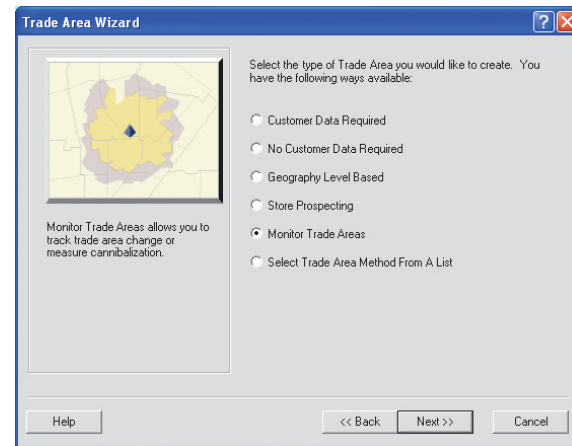 Trade Area Wizard
Select the type of Trade Area you would like to create. You
have the following ways available:
Customer Data Required
No Customer Data Required
Geography Level Based
Store Prospecting
Monitor Trade Areas
Select Trade Area Method From A List
Monitor Trade Areas allows you to
track trade area change or
measure cannibalization.
Help
<< Back
Next >>
Cancel